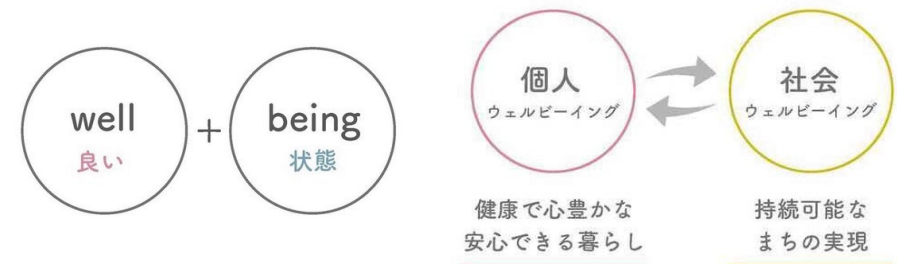 well
良い
+
being
状態
個人
ウェルビーイング
社会
ウェルビーイング
健康で心豊かな
安心できる暮らし
持続可能な
まちの実現